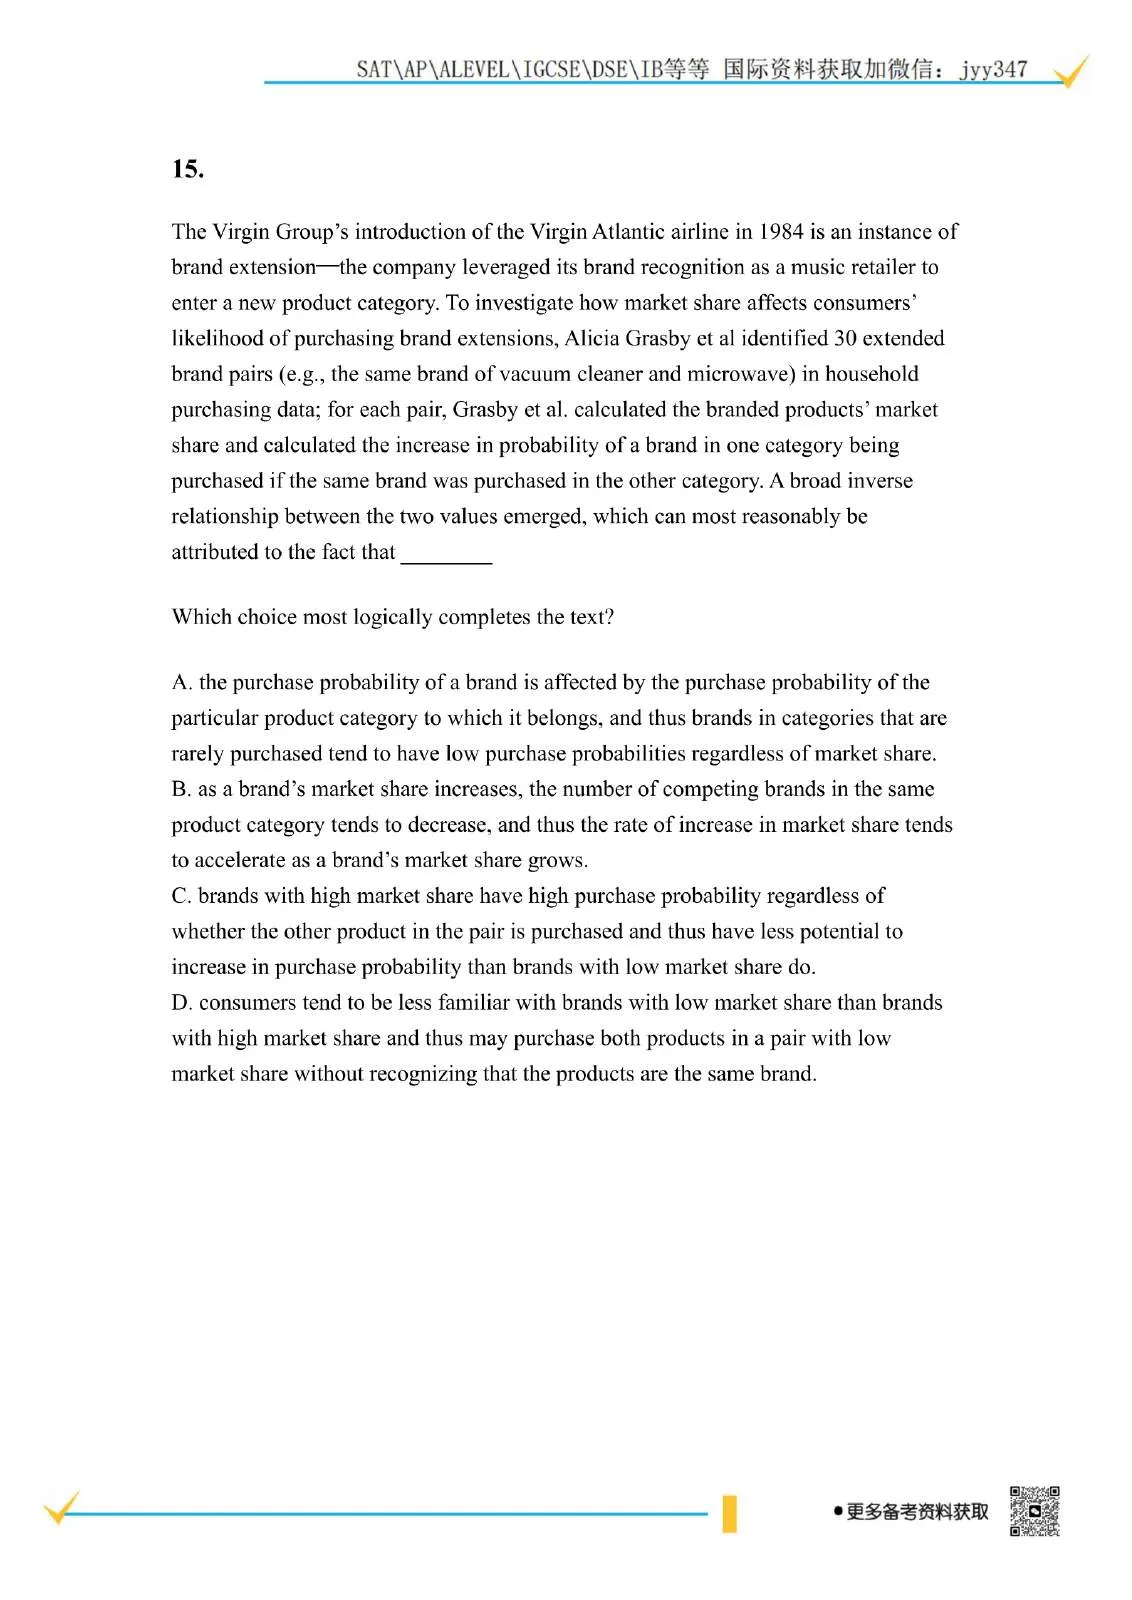 SAT\AP\ALEVEL\IGCSE\DSE\IB等等 国际资料获取加微信：jyy347
15.
The Virgin Group’s introduction of the Virgin Atlantic airline in 1984 is an instance of
brand extension—the company leveraged its brand recognition as a music retailer to
enter a new product category. To investigate how market share affects consumers’
likelihood of purchasing brand extensions, Alicia Grasby et al identified 30 extended
brand pairs (e.g., the same brand of vacuum cleaner and microwave) in household
purchasing data; for each pair, Grasby et al. calculated the branded products’ market
share and calculated the increase in probability of a brand in one category being
purchased if the same brand was purchased in the other category. A broad inverse
relationship between the two values emerged, which can most reasonably be
attributed to the fact that ________
Which choice most logically completes the text?
A. the purchase probability of a brand is affected by the purchase probability of the
particular product category to which it belongs, and thus brands in categories that are
rarely purchased tend to have low purchase probabilities regardless of market share.
B. as a brand’s market share increases, the number of competing brands in the same
product category tends to decrease, and thus the rate of increase in market share tends
to accelerate as a brand’s market share grows.
C. brands with high market share have high purchase probability regardless of
whether the other product in the pair is purchased and thus have less potential to
increase in purchase probability than brands with low market share do.
D. consumers tend to be less familiar with brands with low market share than brands
with high market share and thus may purchase both products in a pair with low
market share without recognizing that the products are the same brand.
●更多备考资料获取